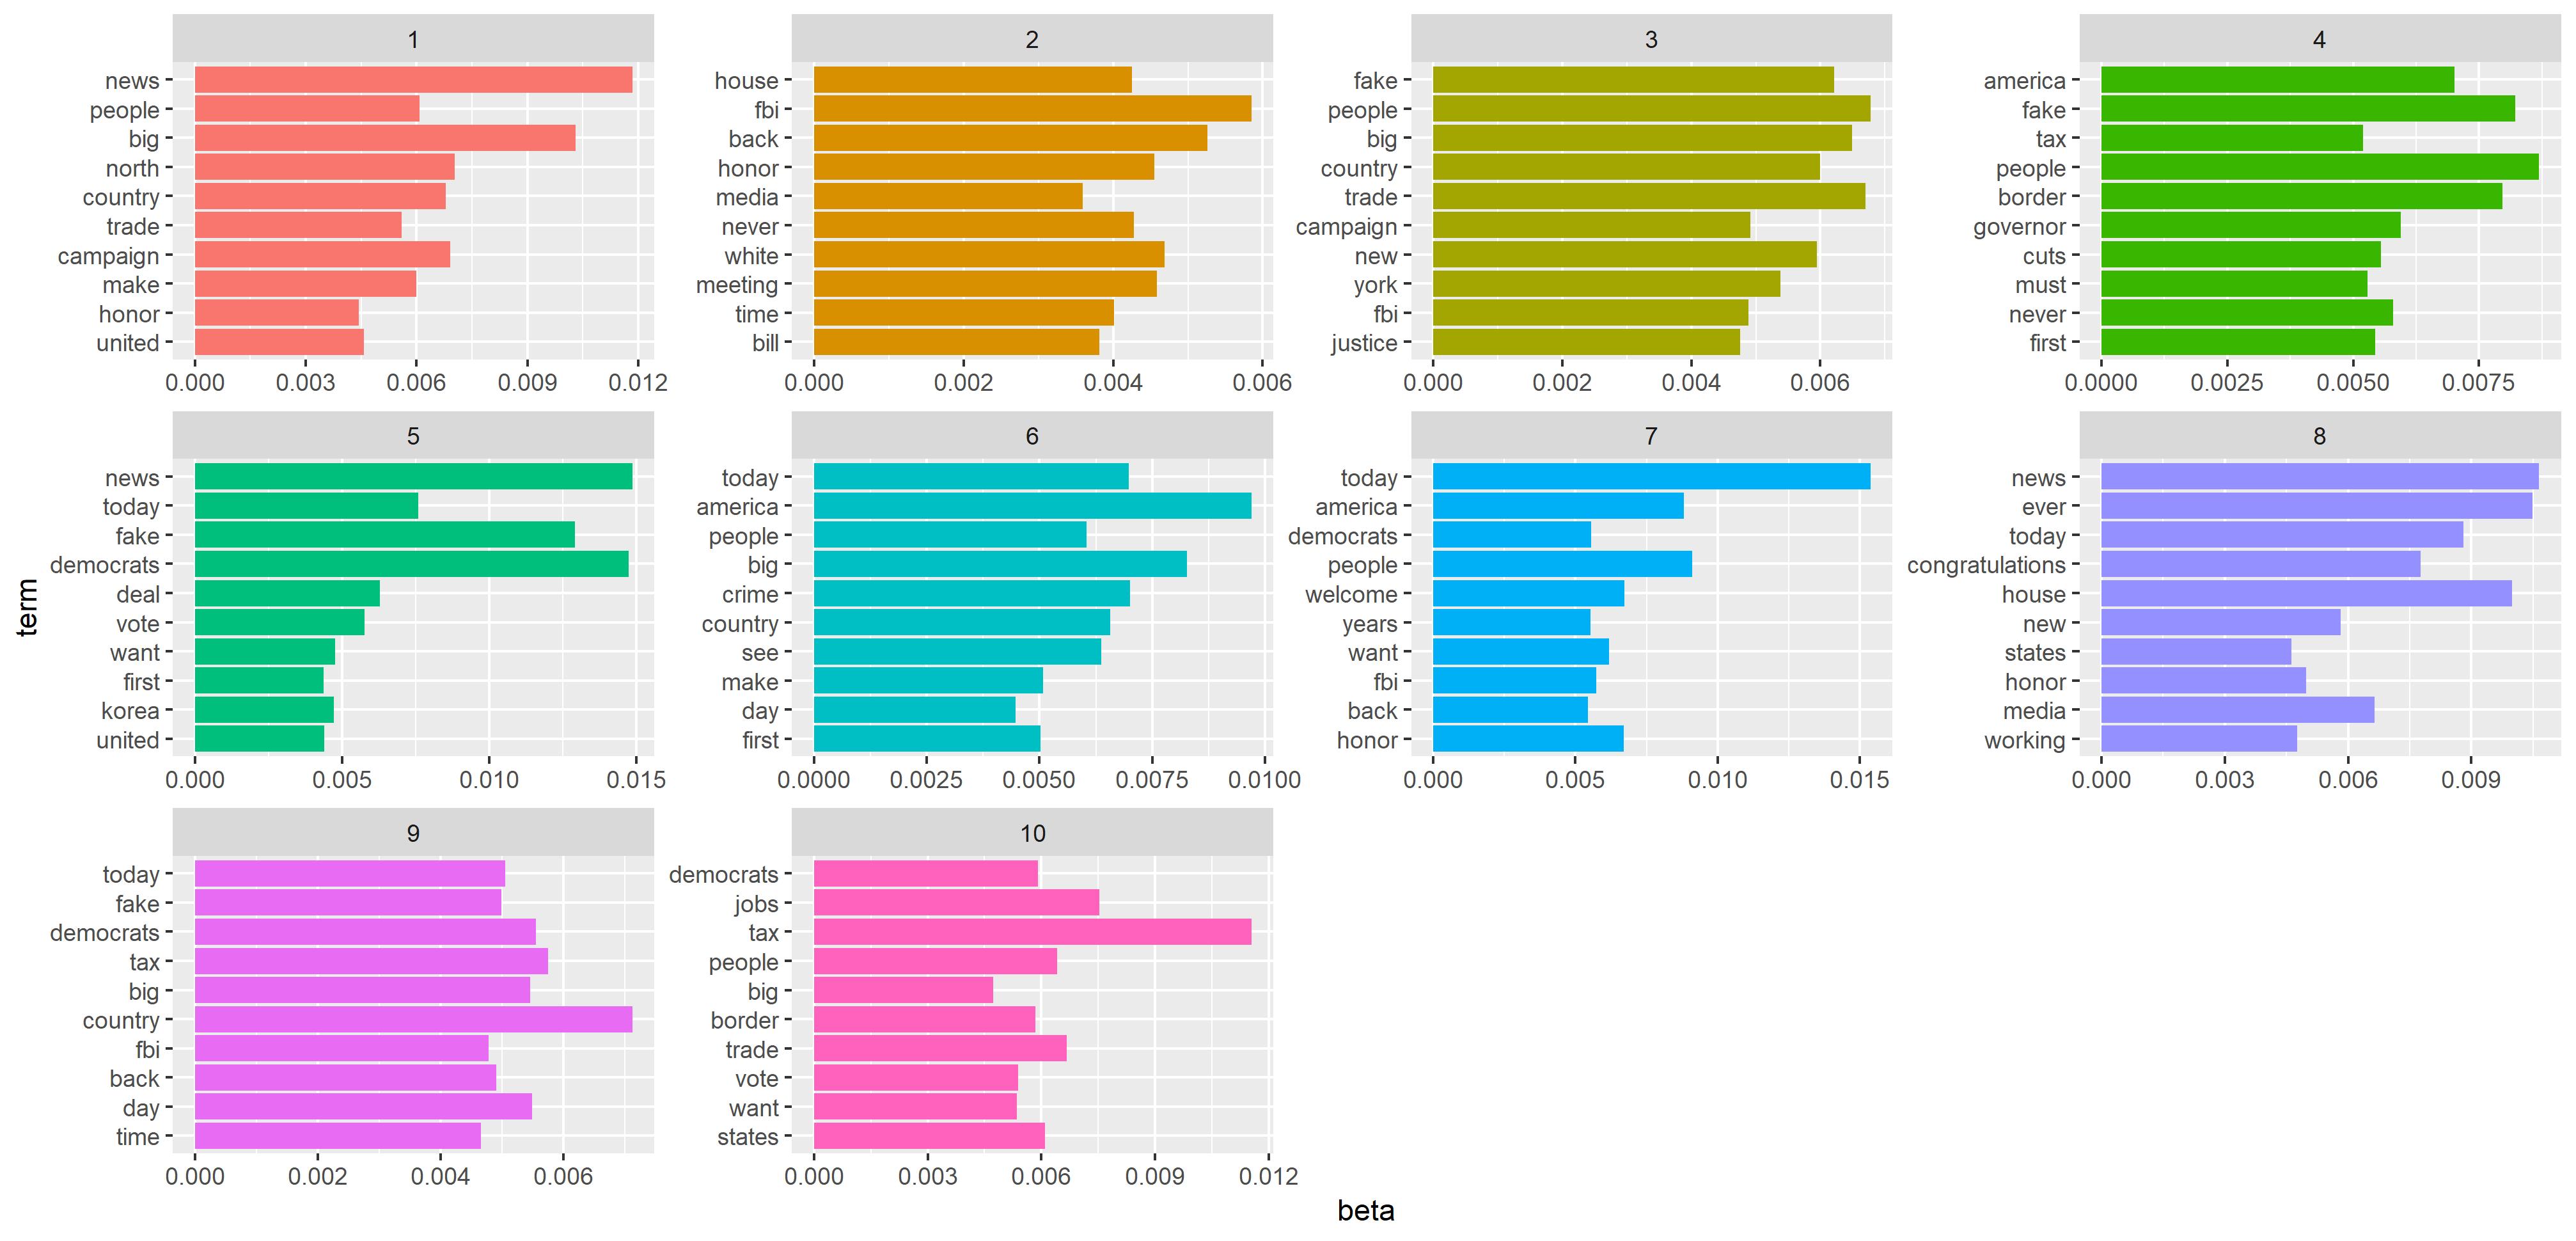 1
news
people
big
north
country
trade
campaign
make
honor
united
0.000 0.003 0.006 0.009 0.012
2
house
fbi
back
honor
media
never
white
meeting
time
bill
0.000 0.002 0.004 0.006
3
fake
people
big
country
trade
campaign
new
york
fbi
justice
0.000 0.002 0.004 0.006
4
america
fake
tax
people
border
governor
cuts
must
never
first
0.0000 0.0025 0.0050 0.0075
5
news
today
fake
democrats
deal
vote
want
first
korea
united
0.000 0.005 0.010 0.015
6
today
america
people
big
crime
country
see
make
day
first
0.0000 0.0025 0.0050 0.0075 0.0100
7
today
america
democrats
people
welcome
years
want
fbi
back
honor
0.000 0.005 0.010 0.015
8
news
ever
today
congratulations
house
new
states
honor
media
working
0.000 0.003 0.006 0.009
9
today
fake
democrats
tax
big
country
fbi
back
day
time
0.000 0.002 0.004 0.006
10
democrats
jobs
tax
people
big
border
trade
vote
want
states
0.000 0.003 0.006 0.009 0.012
term
beta